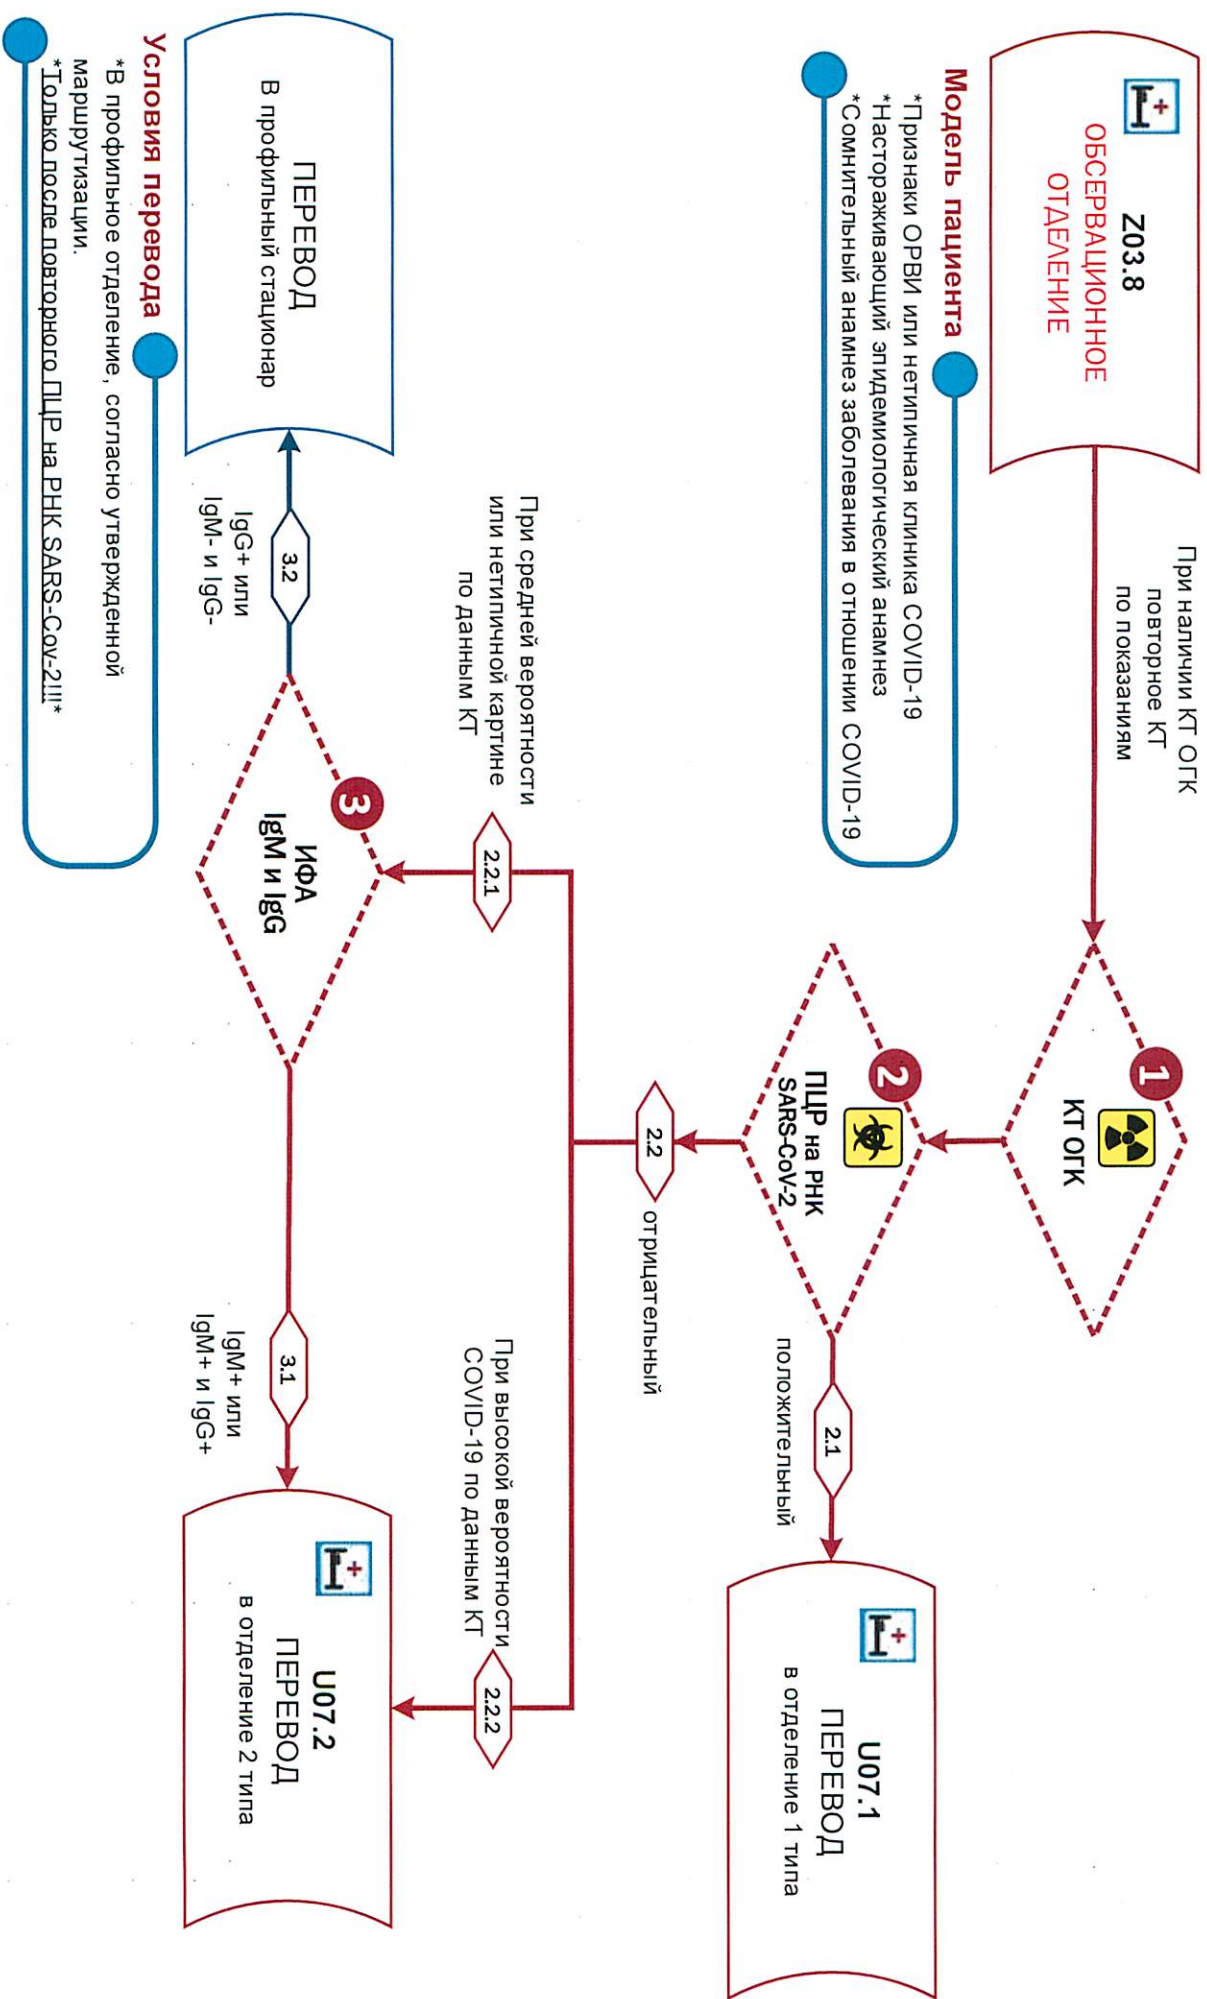 Z03.8
ОБСЕРВАЦИОННОЕ
ОТДЕЛЕНИЕ
При наличии КТ ОГК
повторное КТ
по показаниям
1
КТ ОГК
Модель пациента
*Признаки ОРВИ или нетипичная клиника COVID-19
*Настораживающий эпидемиологический анамнез
*Сомнительный анамнез заболевания в отношении COVID-19
2
ПЦР на РНК
SARS-CoV-2
2.1
положительный
U07.1
ПЕРЕВОД
в отделение 1 типа
2.2
отрицательный
При средней вероятности
или нетипичной картине
по данным КТ
2.2.1
При высокой вероятности
COVID-19 по данным КТ
2.2.2
ПЕРЕВОД
В профильный стационар
3.2
IgG+ или
IgM- и IgG-
3
ИФА
IgM и IgG
3.1
IgM+ или
IgM+ и IgG+
U07.2
ПЕРЕВОД
в отделение 2 типа
Условия перевода
*В профильное отделение, согласно утвержденной
маршрутизации.
*Только после повторного ПЦР на РНК SARS-Cov-2!!!*